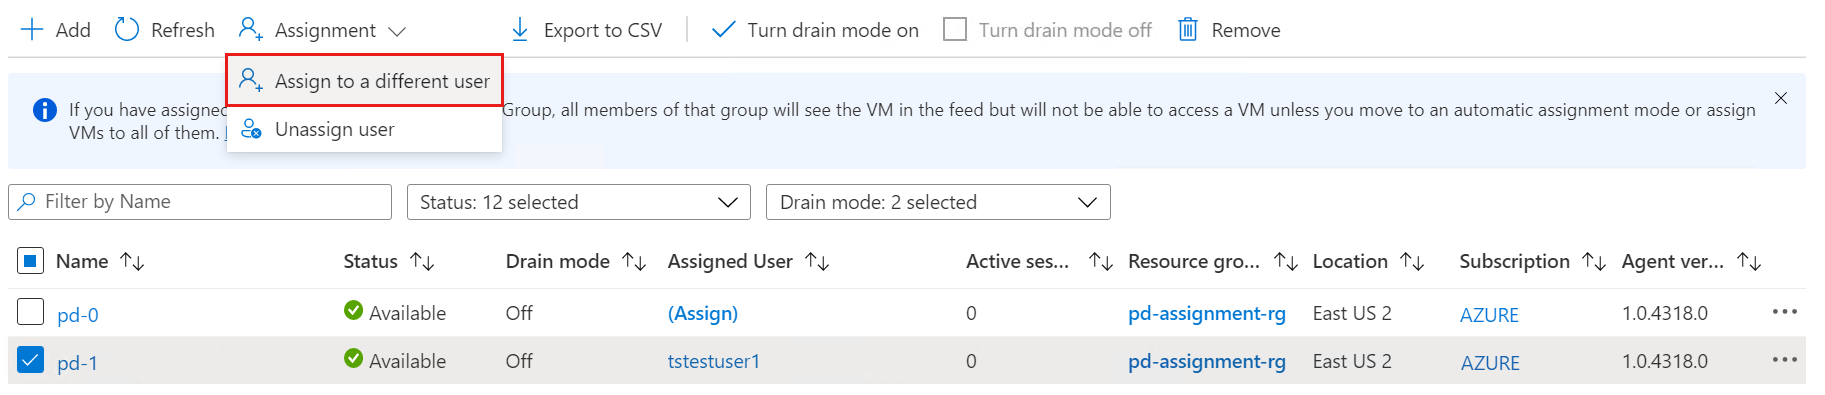 Add Refresh Assignment Export to CSV Turn drain mode on Turn drain mode off Remove
Assign to a different user
Unassign user
If you have assigned Group, all members of that group will see the VM in the feed but will not be able to access a VM unless you move to an automatic assignment mode or assign
VMs to all of them.
Filter by Name Status: 12 selected Drain mode: 2 selected
Name Status Drain mode Assigned User Active ses... Resource gro... Location Subscription Agent ver...
pd-0 Available Off (Assign) 0 pd-assignment-rg East US 2 AZURE 1.0.4318.0
pd-1 Available Off tstestuser1 0 pd-assignment-rg East US 2 AZURE 1.0.4318.0